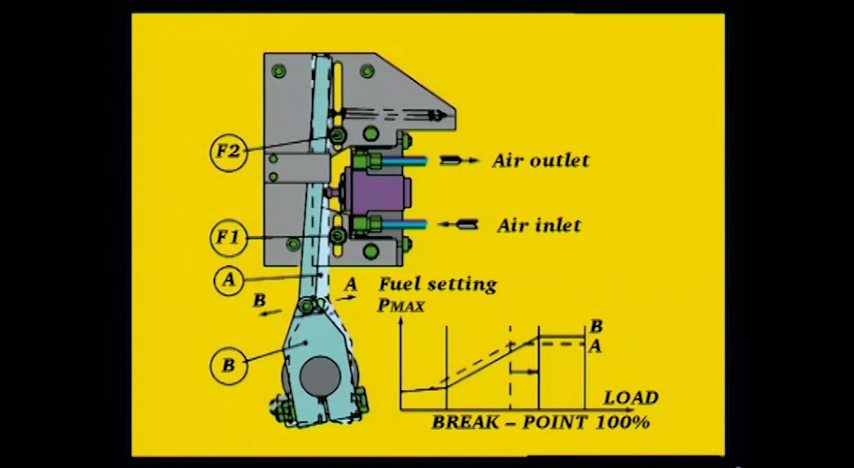 F2
Air outlet
F1
Air inlet
A
B
A
Fuel setting
PMAX
B
B
A
LOAD
BREAK – POINT 100%